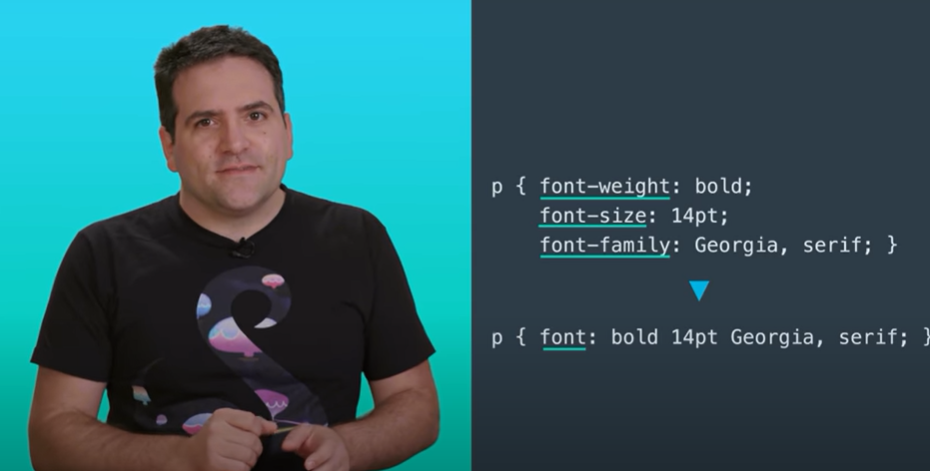 p { font-weight: bold;
font-size: 14pt;
font-family: Georgia, serif; }
p { font: bold 14pt Georgia, serif; }